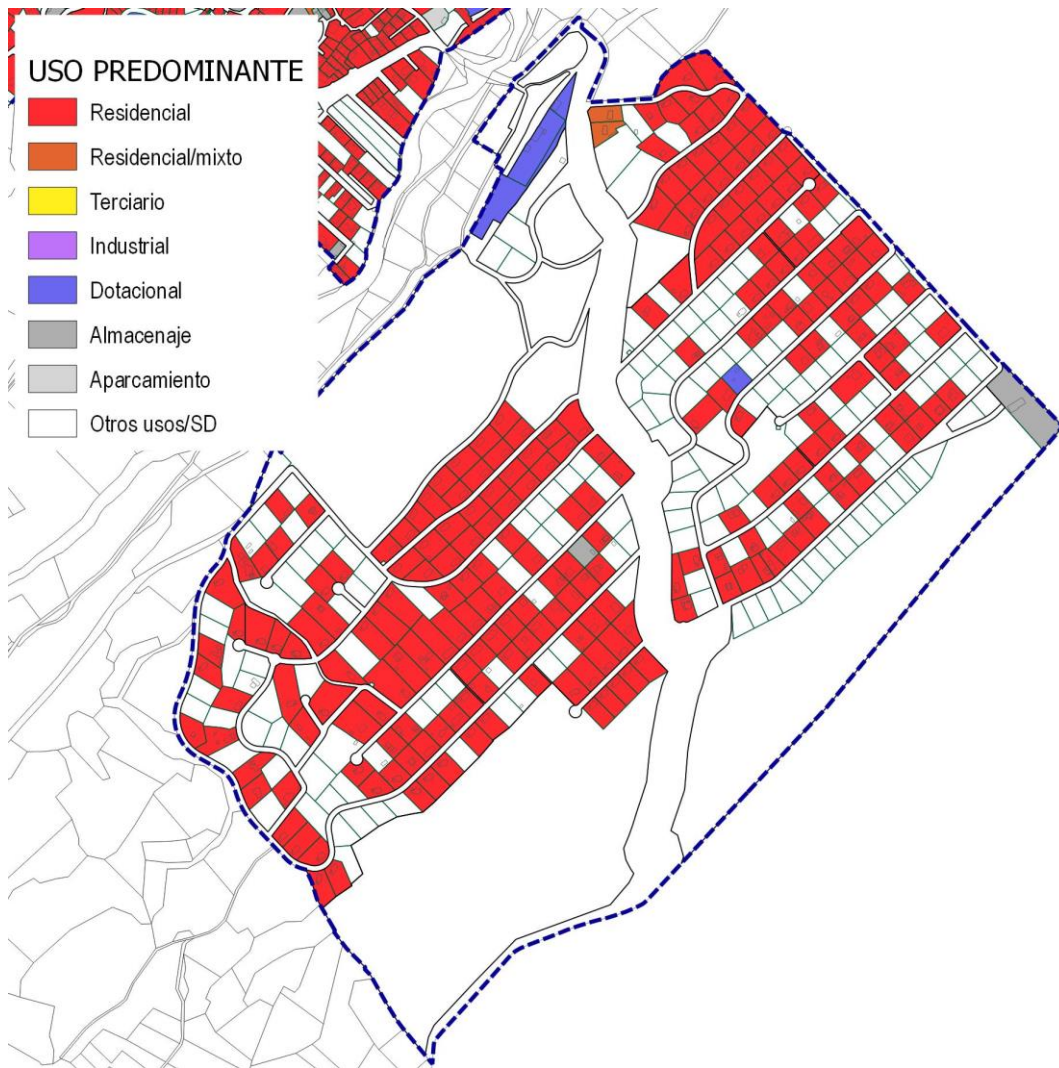 USO PREDOMINANTE
Residencial
Residencial/mixto
Terciario
Industrial
Dotacional
Almacenaje
Aparcamiento
Otros usos/SD